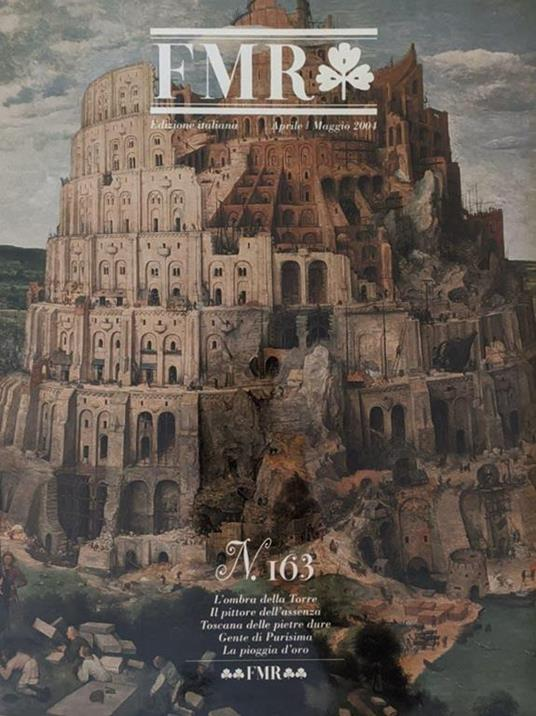 FMR
Edizione italiana Aprile / Maggio 2004
N. 163
L'ombra della Torre
Il pittore dell'assenza
Toscana delle pietre dure
Gente di Purisima
La pioggia d'oro
FMR